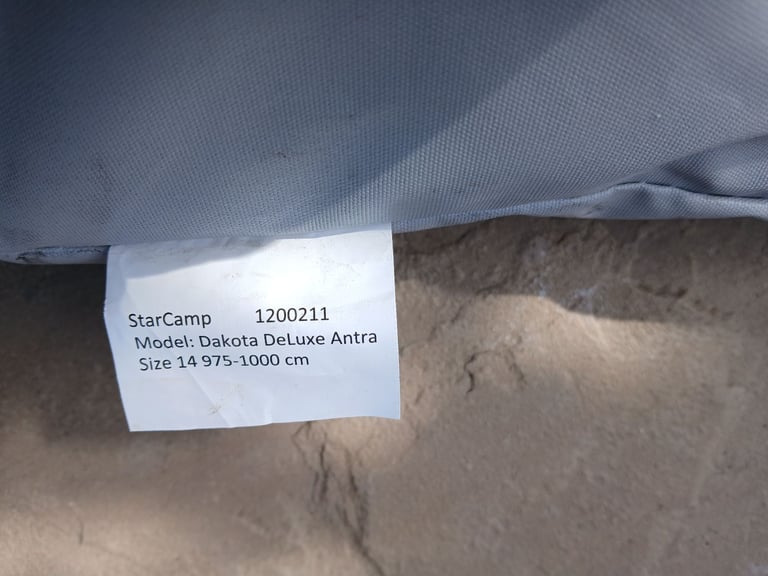 StarCamp 1200211
Model: Dakota DeLuxe Antra
Size 14 975-1000 cm